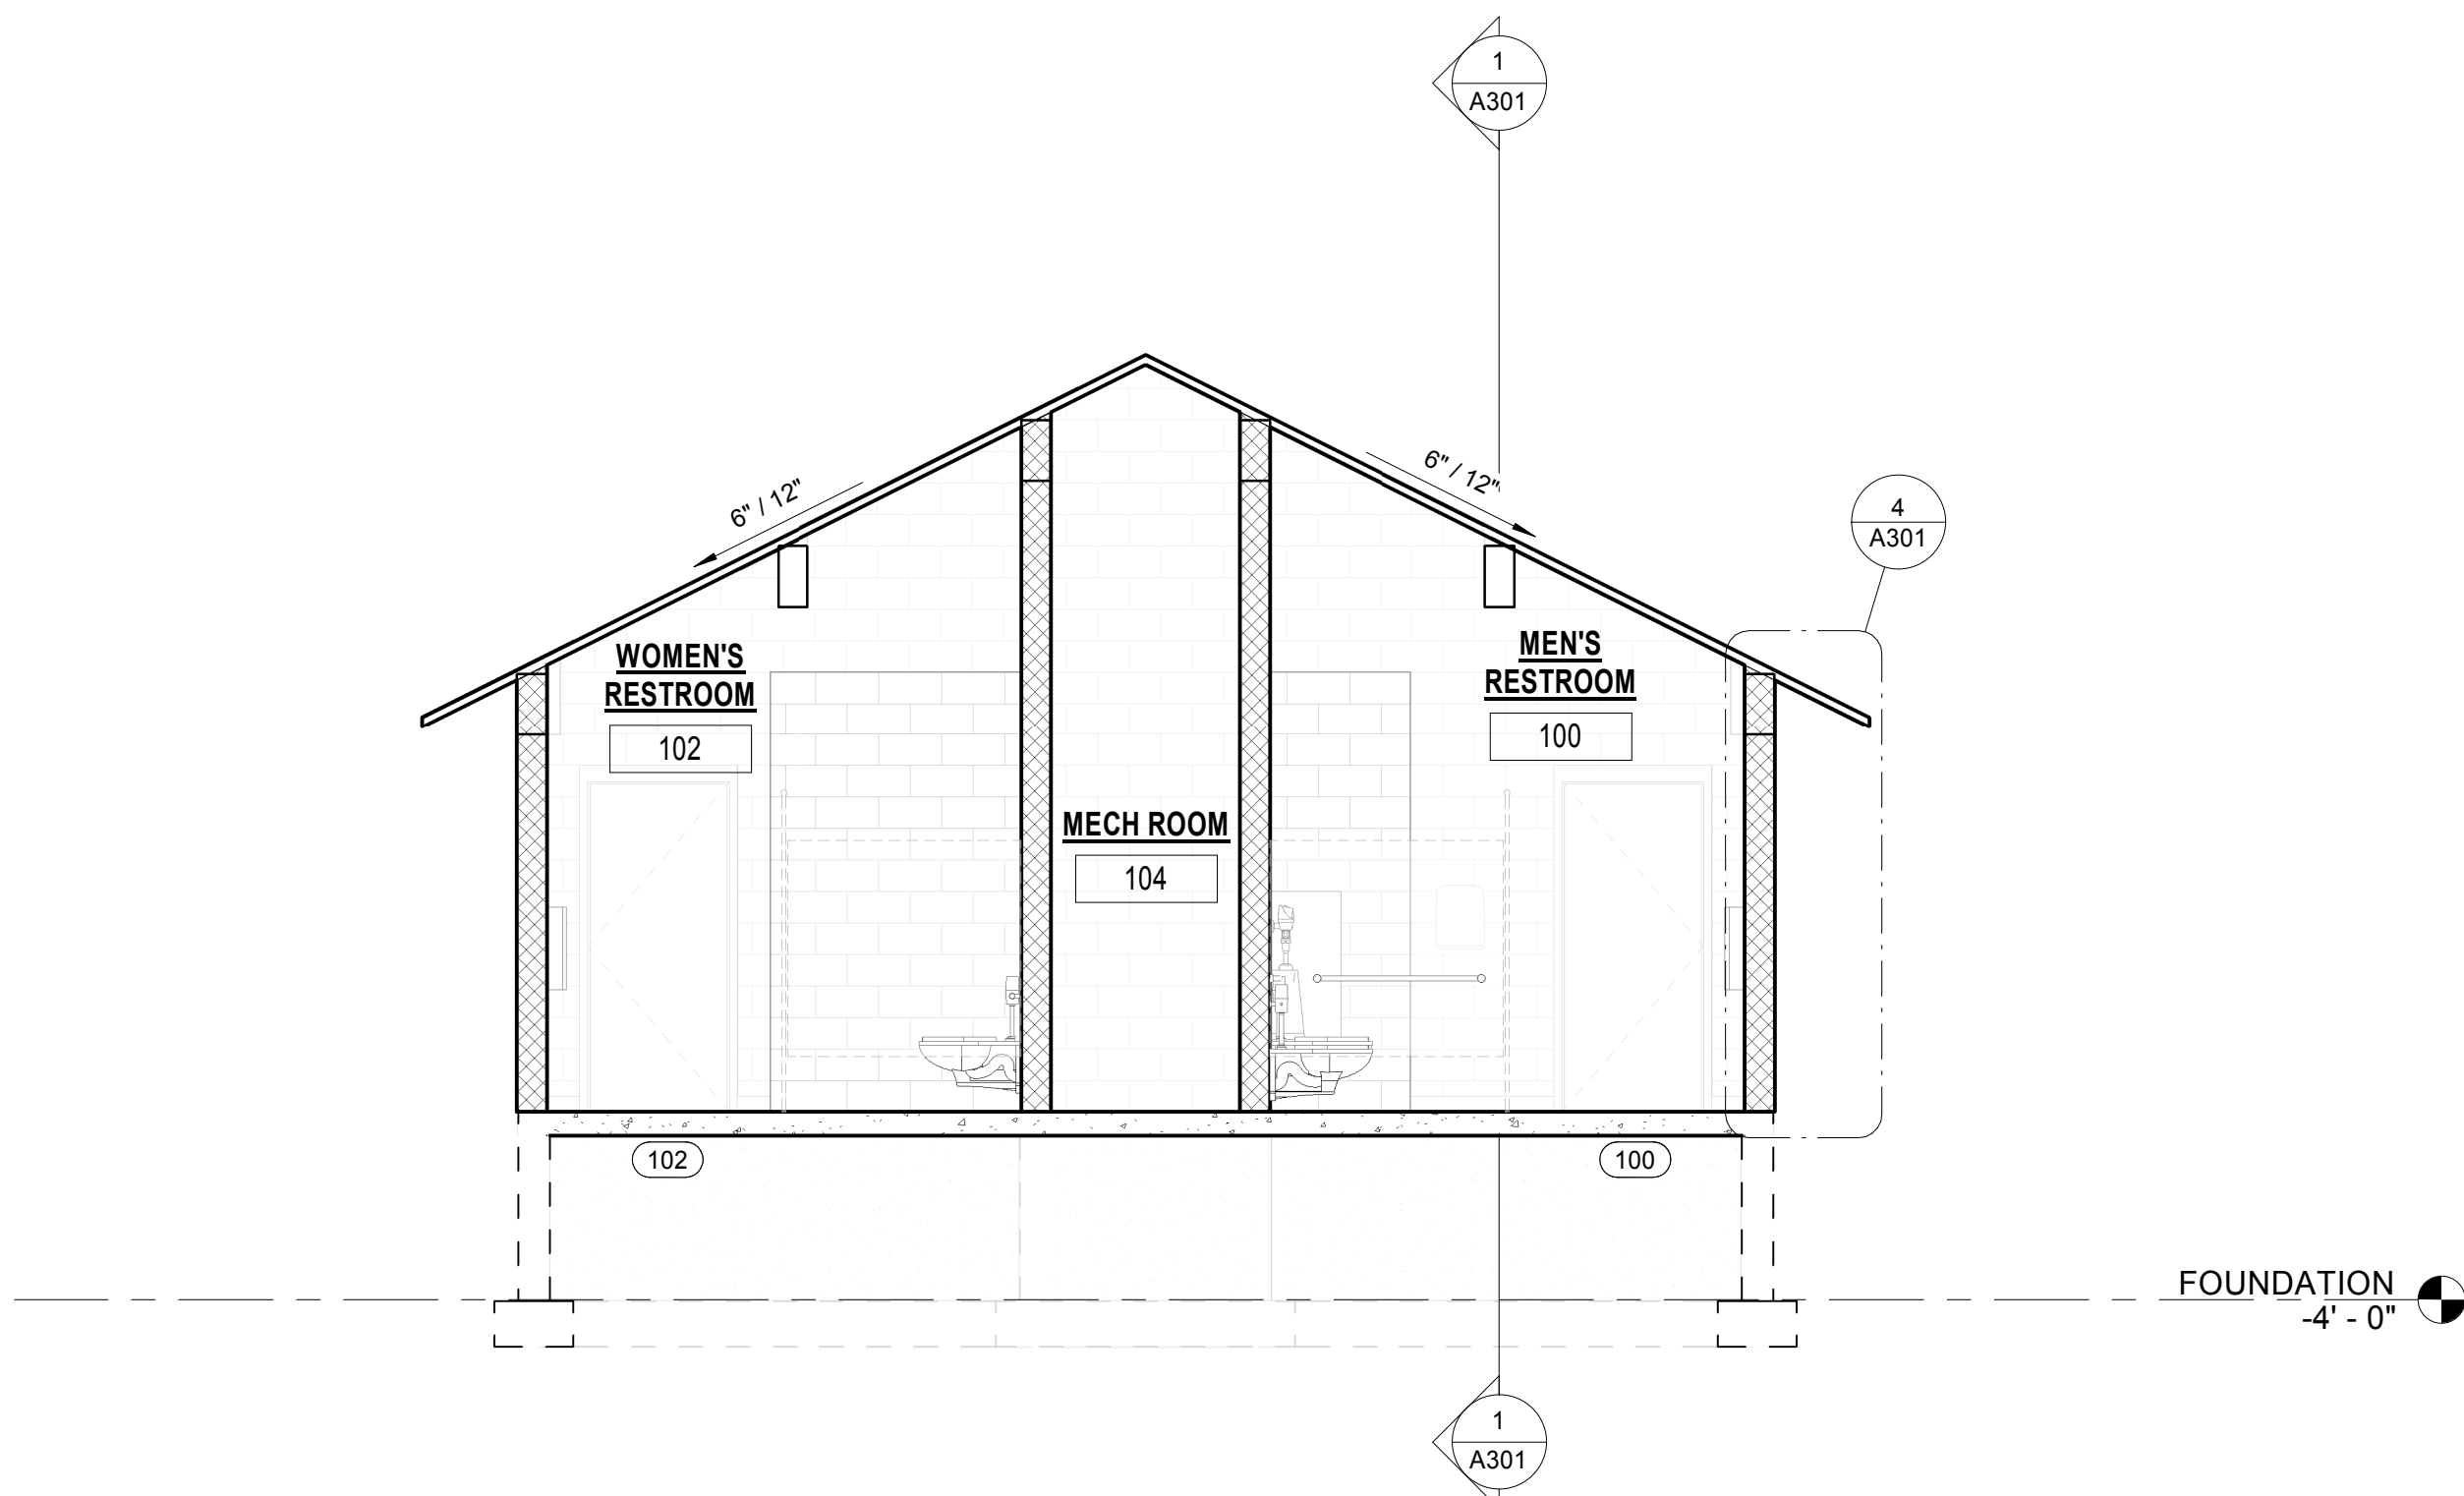 1
A301
6" / 12"
6" / 12"
4
A301
WOMEN'S
RESTROOM
102
MEN'S
RESTROOM
100
MECH ROOM
104
102
100
FOUNDATION
-4' - 0"
1
A301